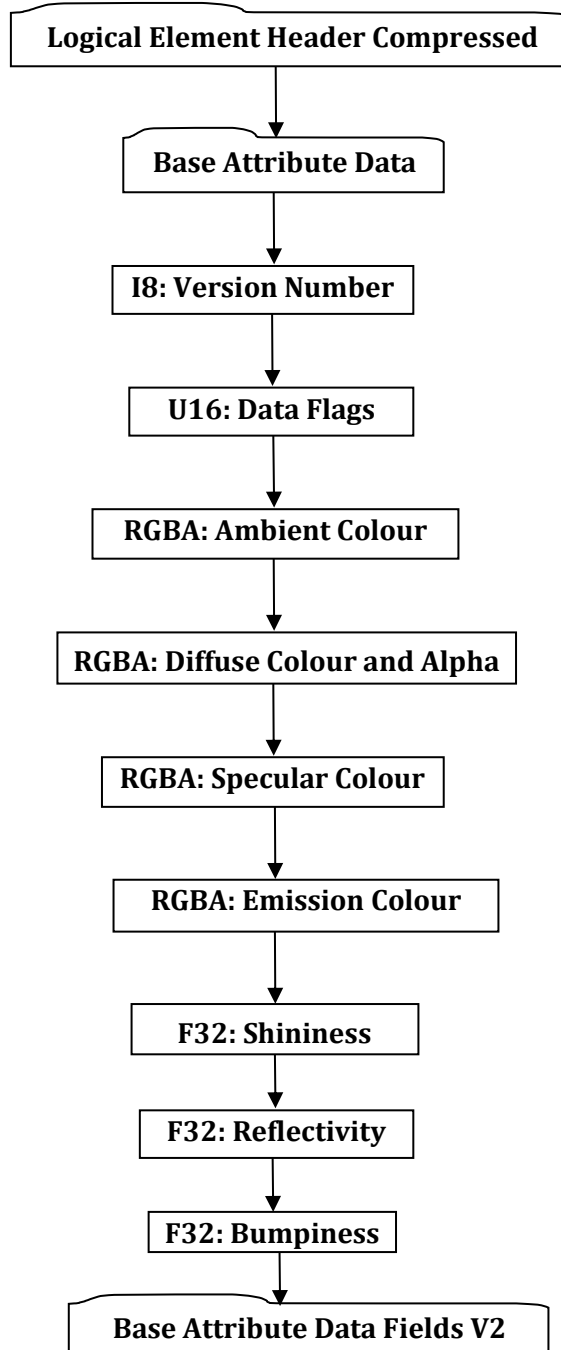 Logical Element Header Compressed
Base Attribute Data
I8: Version Number
U16: Data Flags
RGBA: Ambient Colour
RGBA: Diffuse Colour and Alpha
RGBA: Specular Colour
RGBA: Emission Colour
F32: Shininess
F32: Reflectivity
F32: Bumpiness
Base Attribute Data Fields V2